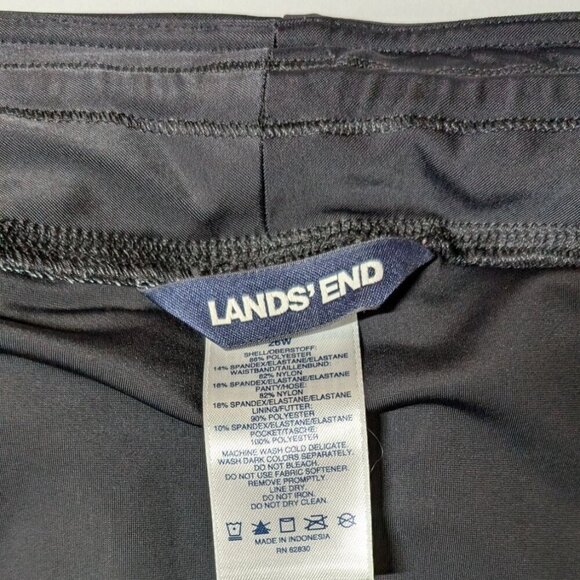 LANDS' END
26W
SHELL/OBERSTOFF:
86% POLYESTER
14% SPANDEX/ELASTANE/ELASTANE
WAISTBAND/TAILLENBUND:
82% NYLON
18% SPANDEX/ELASTANE/ELASTANE
PANTY/HOSE:
82% NYLON
18% SPANDEX/ELASTANE/ELASTANE
LINING/FUTTER:
90% POLYESTER
10% SPANDEX/ELASTANE/ELASTANE
POCKET/TASCHE:
100% POLYESTER
MACHINE WASH COLD DELICATE.
WASH DARK COLORS SEPARATELY.
DO NOT BLEACH.
DO NOT USE FABRIC SOFTENER.
REMOVE PROMPTLY
LINE DRY.
DO NOT IRON.
DO NOT DRY CLEAN
MADE IN INDONESIA
RN 62830